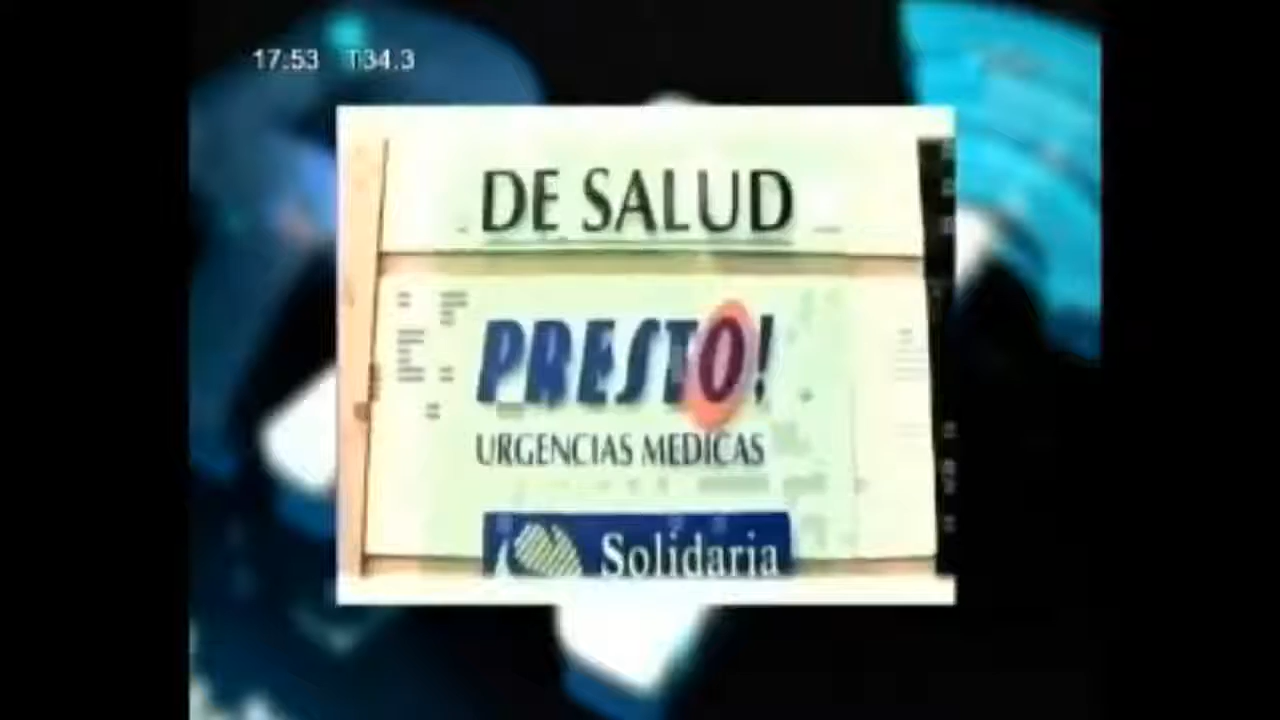 17:53 T34.3
DE SALUD
PRESTO!
URGENCIAS MEDICAS
Solidaria